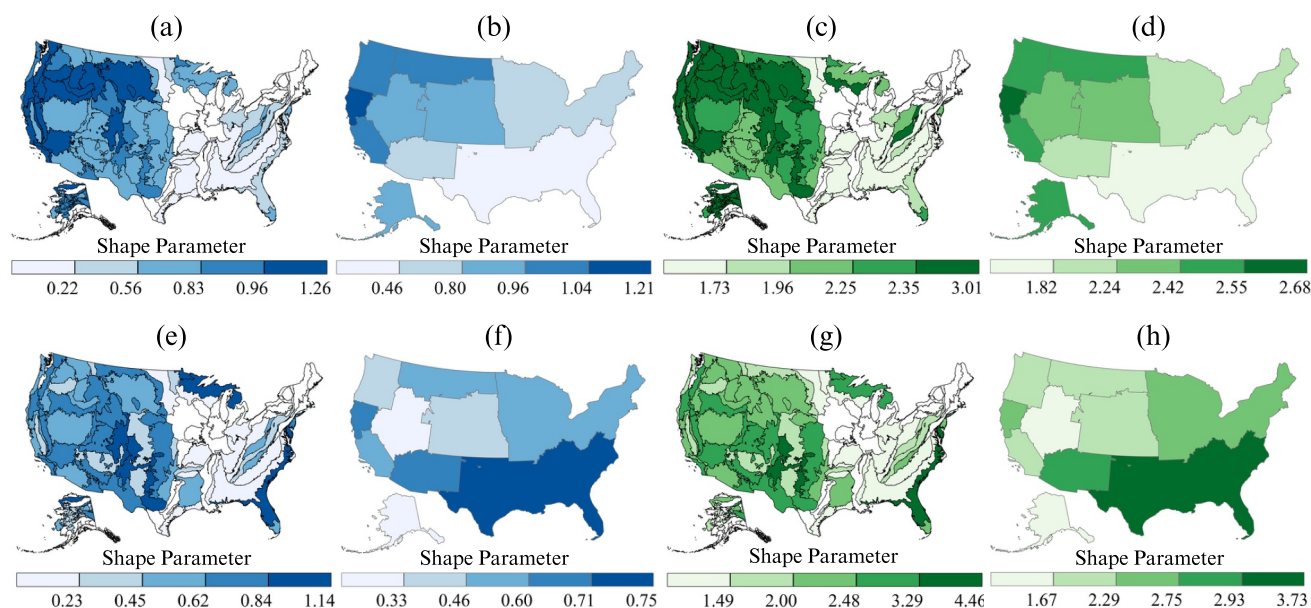 (a) (b) (c) (d)
Shape Parameter Shape Parameter Shape Parameter Shape Parameter
0.22 0.56 0.83 0.96 1.26 0.46 0.80 0.96 1.04 1.21 1.73 1.96 2.25 2.35 3.01 1.82 2.24 2.42 2.55 2.68
(e) (f) (g) (h)
Shape Parameter Shape Parameter Shape Parameter Shape Parameter
0.23 0.45 0.62 0.84 1.14 0.33 0.46 0.60 0.71 0.75 1.49 2.00 2.48 3.29 4.46 1.67 2.29 2.75 2.93 3.73